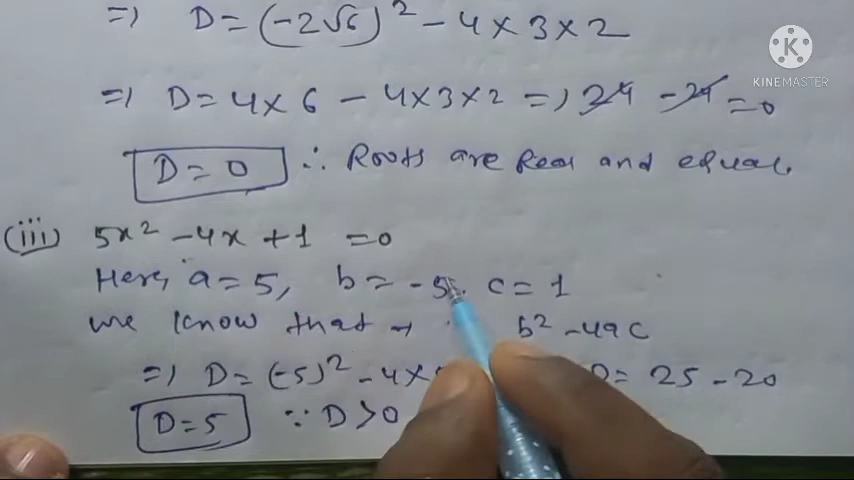 =) D = (-2√6)² - 4 × 3 × 2
KINEMASTER
=) D = 4 × 6 - 4 × 3 × 2 =) 24 - 24 = 0
D = 0 ∴ Roots are Real and equal.
(iii) 5x² - 4x + 1 = 0
Here, a = 5, b = -5. c = 1
we know that → b² - 4ac
=) D = (-5)² - 4 × D = 25 - 20
D = 5 ∵ D > 0